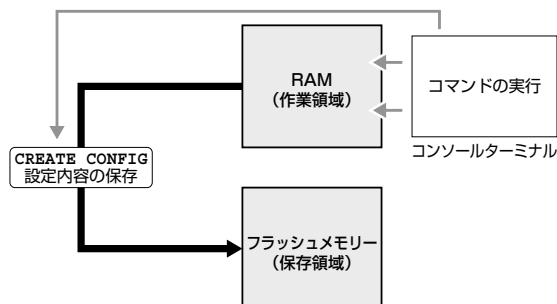 RAM
（作業領域）
コマンドの実行
コンソールターミナル
CREATE CONFIG
設定内容の保存
フラッシュメモリー
（保存領域）